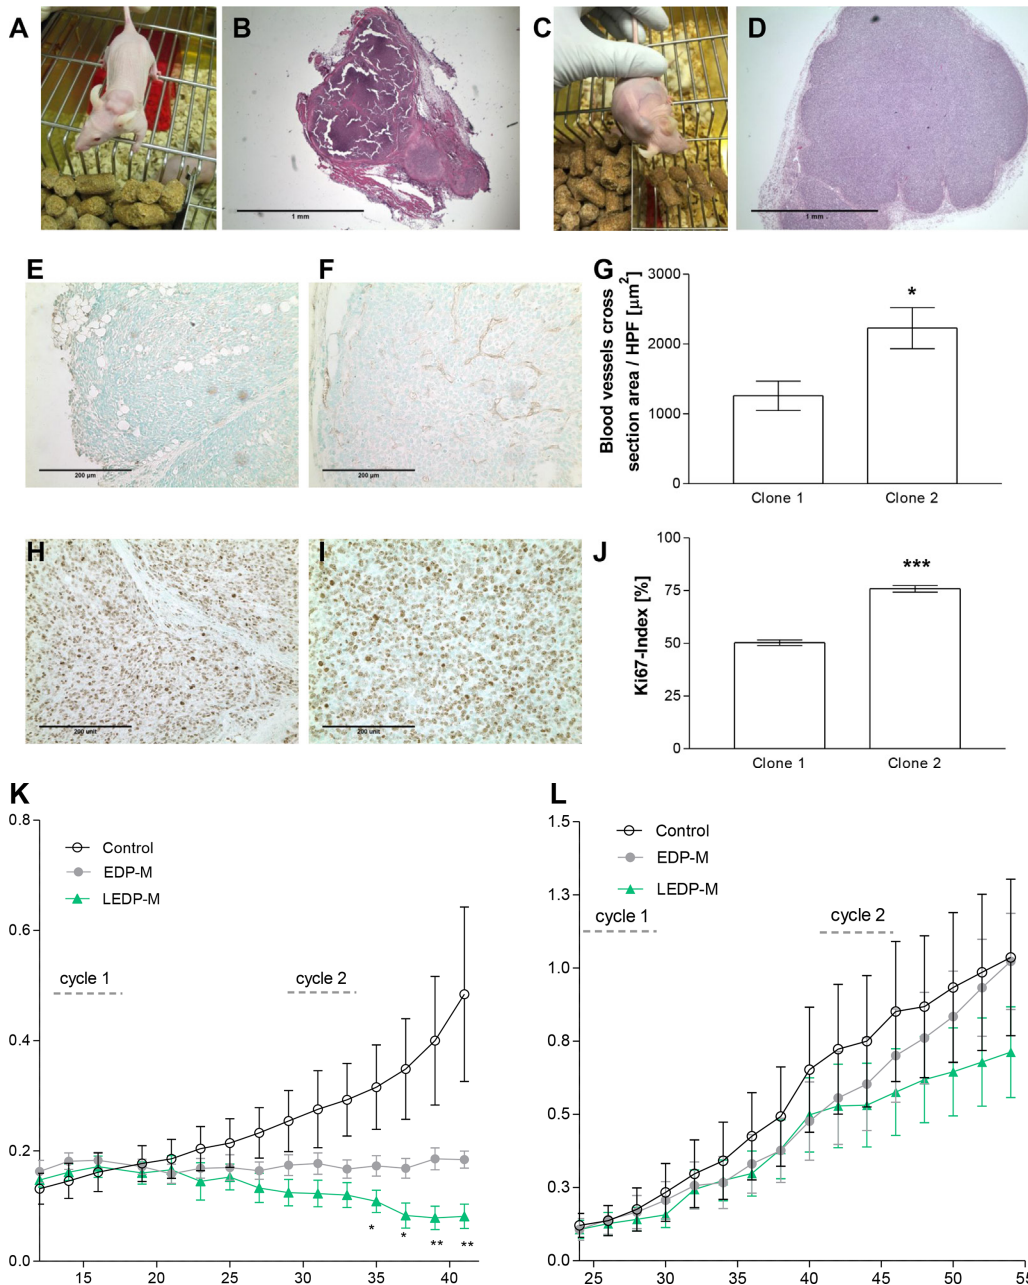 A
B
C
D
1 mm
1 mm
E
F
G
200 µm
200 µm
Blood vessels cross
section area / HPF [µm2]
3000
2000
1000
0
*
Clone 1
Clone 2
H
I
J
200 unit
200 unit
Ki67-Index [%]
100
75
50
25
0
***
Clone 1
Clone 2
K
0.8
0.6
0.4
0.2
0.0
Control
EDP-M
LEDP-M
cycle 1
cycle 2
*
*
**
**
15
20
25
30
35
40
L
1.5
1.3
1.0
0.8
0.5
0.3
0.0
Control
EDP-M
LEDP-M
cycle 1
cycle 2
25
30
35
40
45
50
55